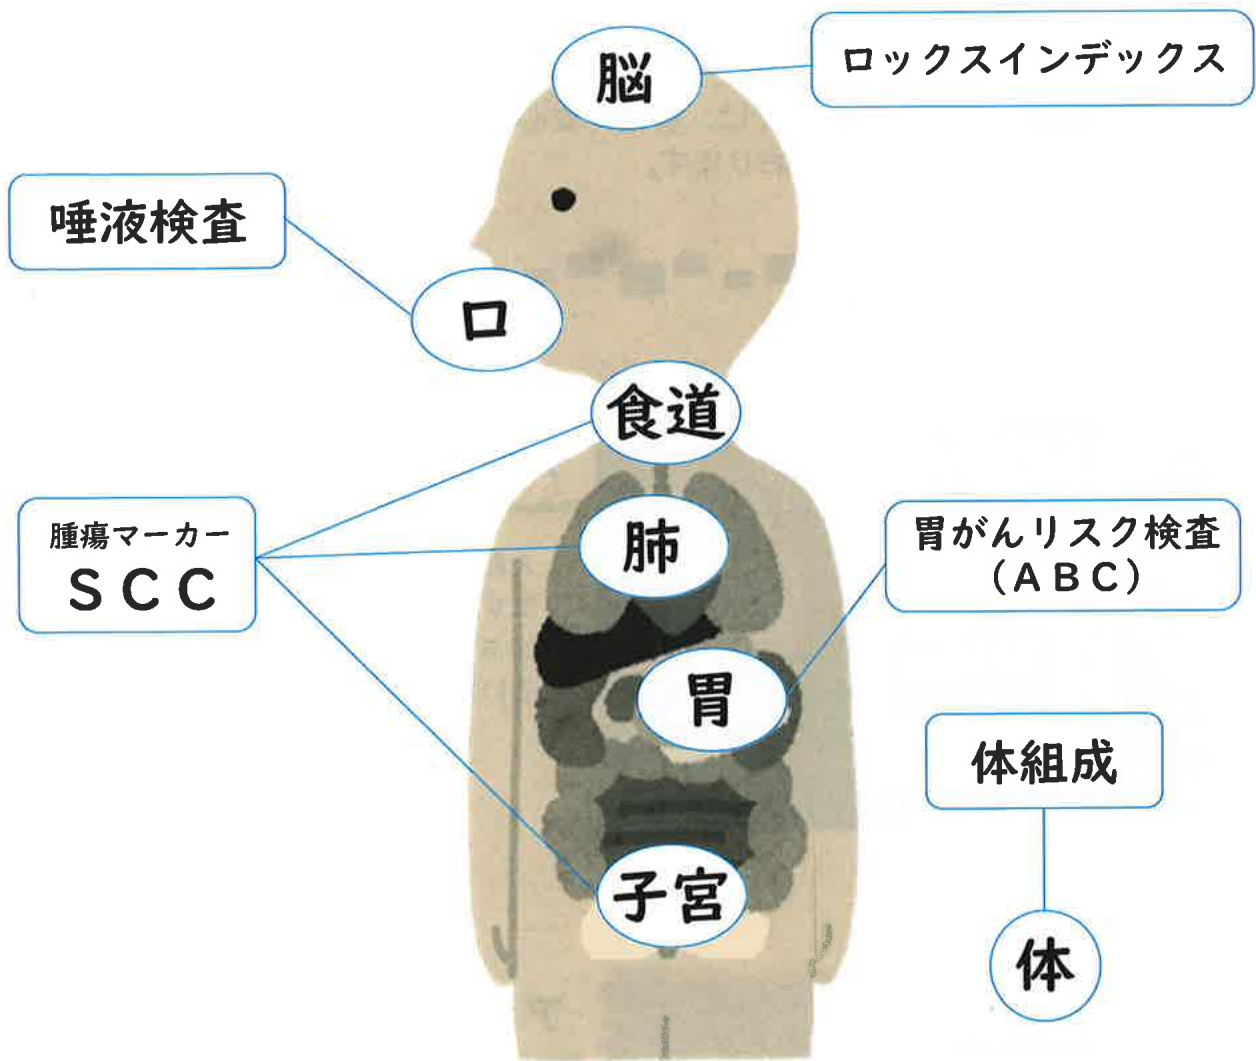 脳
ロックスインデックス
唾液検査
口
食道
腫瘍マーカー
ＳＣＣ
肺
胃がんリスク検査
（ＡＢＣ）
胃
体組成
子宮
体